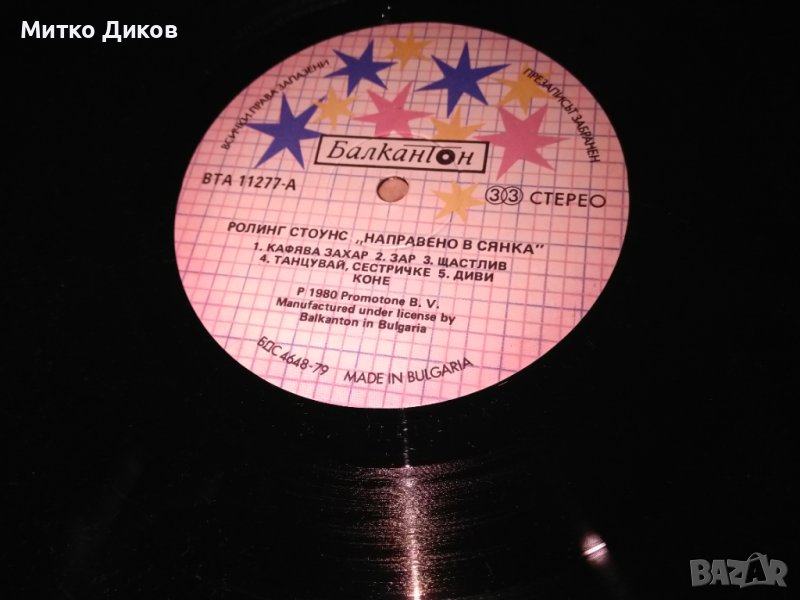 Митко Диков
ВСИЧКИ ПРАВА ЗАПАЗЕНИ
ПРЕЗАПИСЪТ ЗАБРАНЕН
БалканТон
ВТА 11277-А
33 СТЕРЕО
РОЛИНГ СТОУНС „НАПРАВЕНО В СЯНКА"
1. КАФЯВА ЗАХАР 2. ЗАР 3. ЩАСТЛИВ
4. ТАНЦУВАЙ, СЕСТРИЧКЕ 5. ДИВИ
КОНЕ
P 1980 Promotone B. V.
Manufactured under license by
Balkanton in Bulgaria
БДС 4648-79
MADE IN BULGARIA
BAZAR